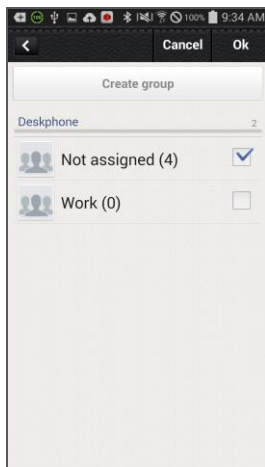 100% 9:34 AM
Cancel Ok
Create group
Deskphone 2
Not assigned (4)
Work (0)